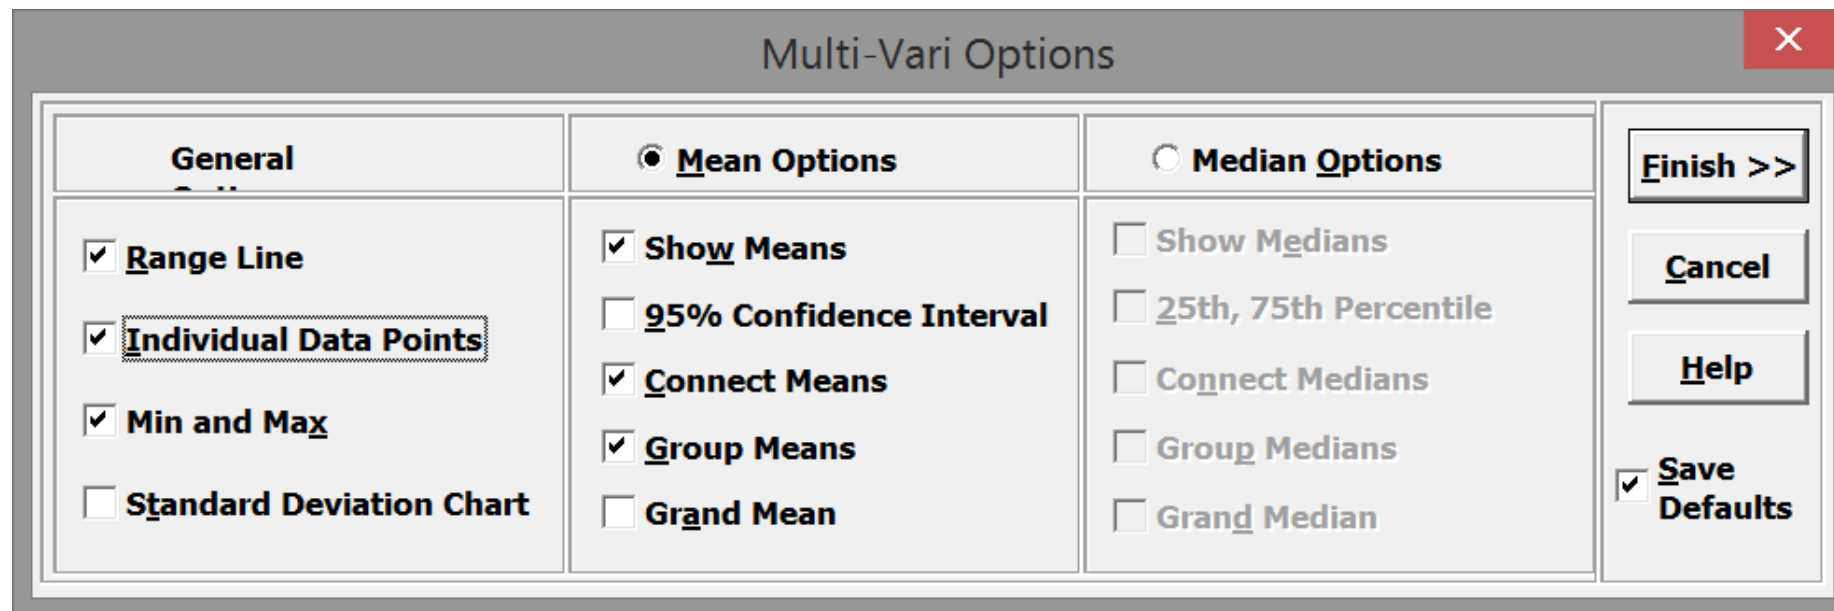 Multi-Vari Options
General
Mean Options
Median Options
Range Line
Individual Data Points
Min and Max
Standard Deviation Chart
Show Means
95% Confidence Interval
Connect Means
Group Means
Grand Mean
Show Medians
25th, 75th Percentile
Connect Medians
Group Medians
Grand Median
Finish >>
Cancel
Help
Save
Defaults